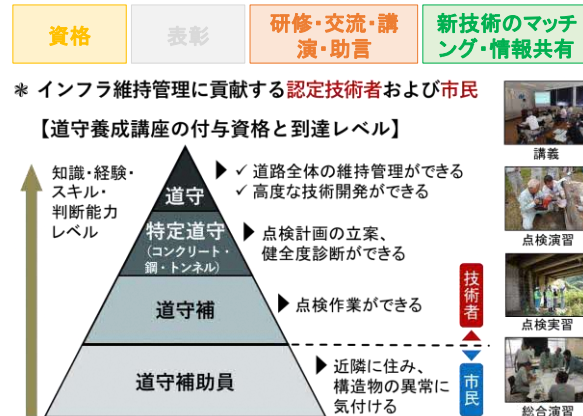 資格
表彰
研修・交流・講
演・助言
新技術のマッチ
ング・情報共有
＊ インフラ維持管理に貢献する認定技術者および市民
【道守養成講座の付与資格と到達レベル】
知識・経験・
スキル・
判断能力
レベル
道守
✓ 道路全体の維持管理ができる
✓ 高度な技術開発ができる
特定道守
(コンクリート・
鋼・トンネル)
点検計画の立案、
健全度診断ができる
道守補
点検作業ができる
道守補助員
近隣に住み、
構造物の異常に
気付ける
技術者
市民
講義
点検演習
点検実習
総合演習